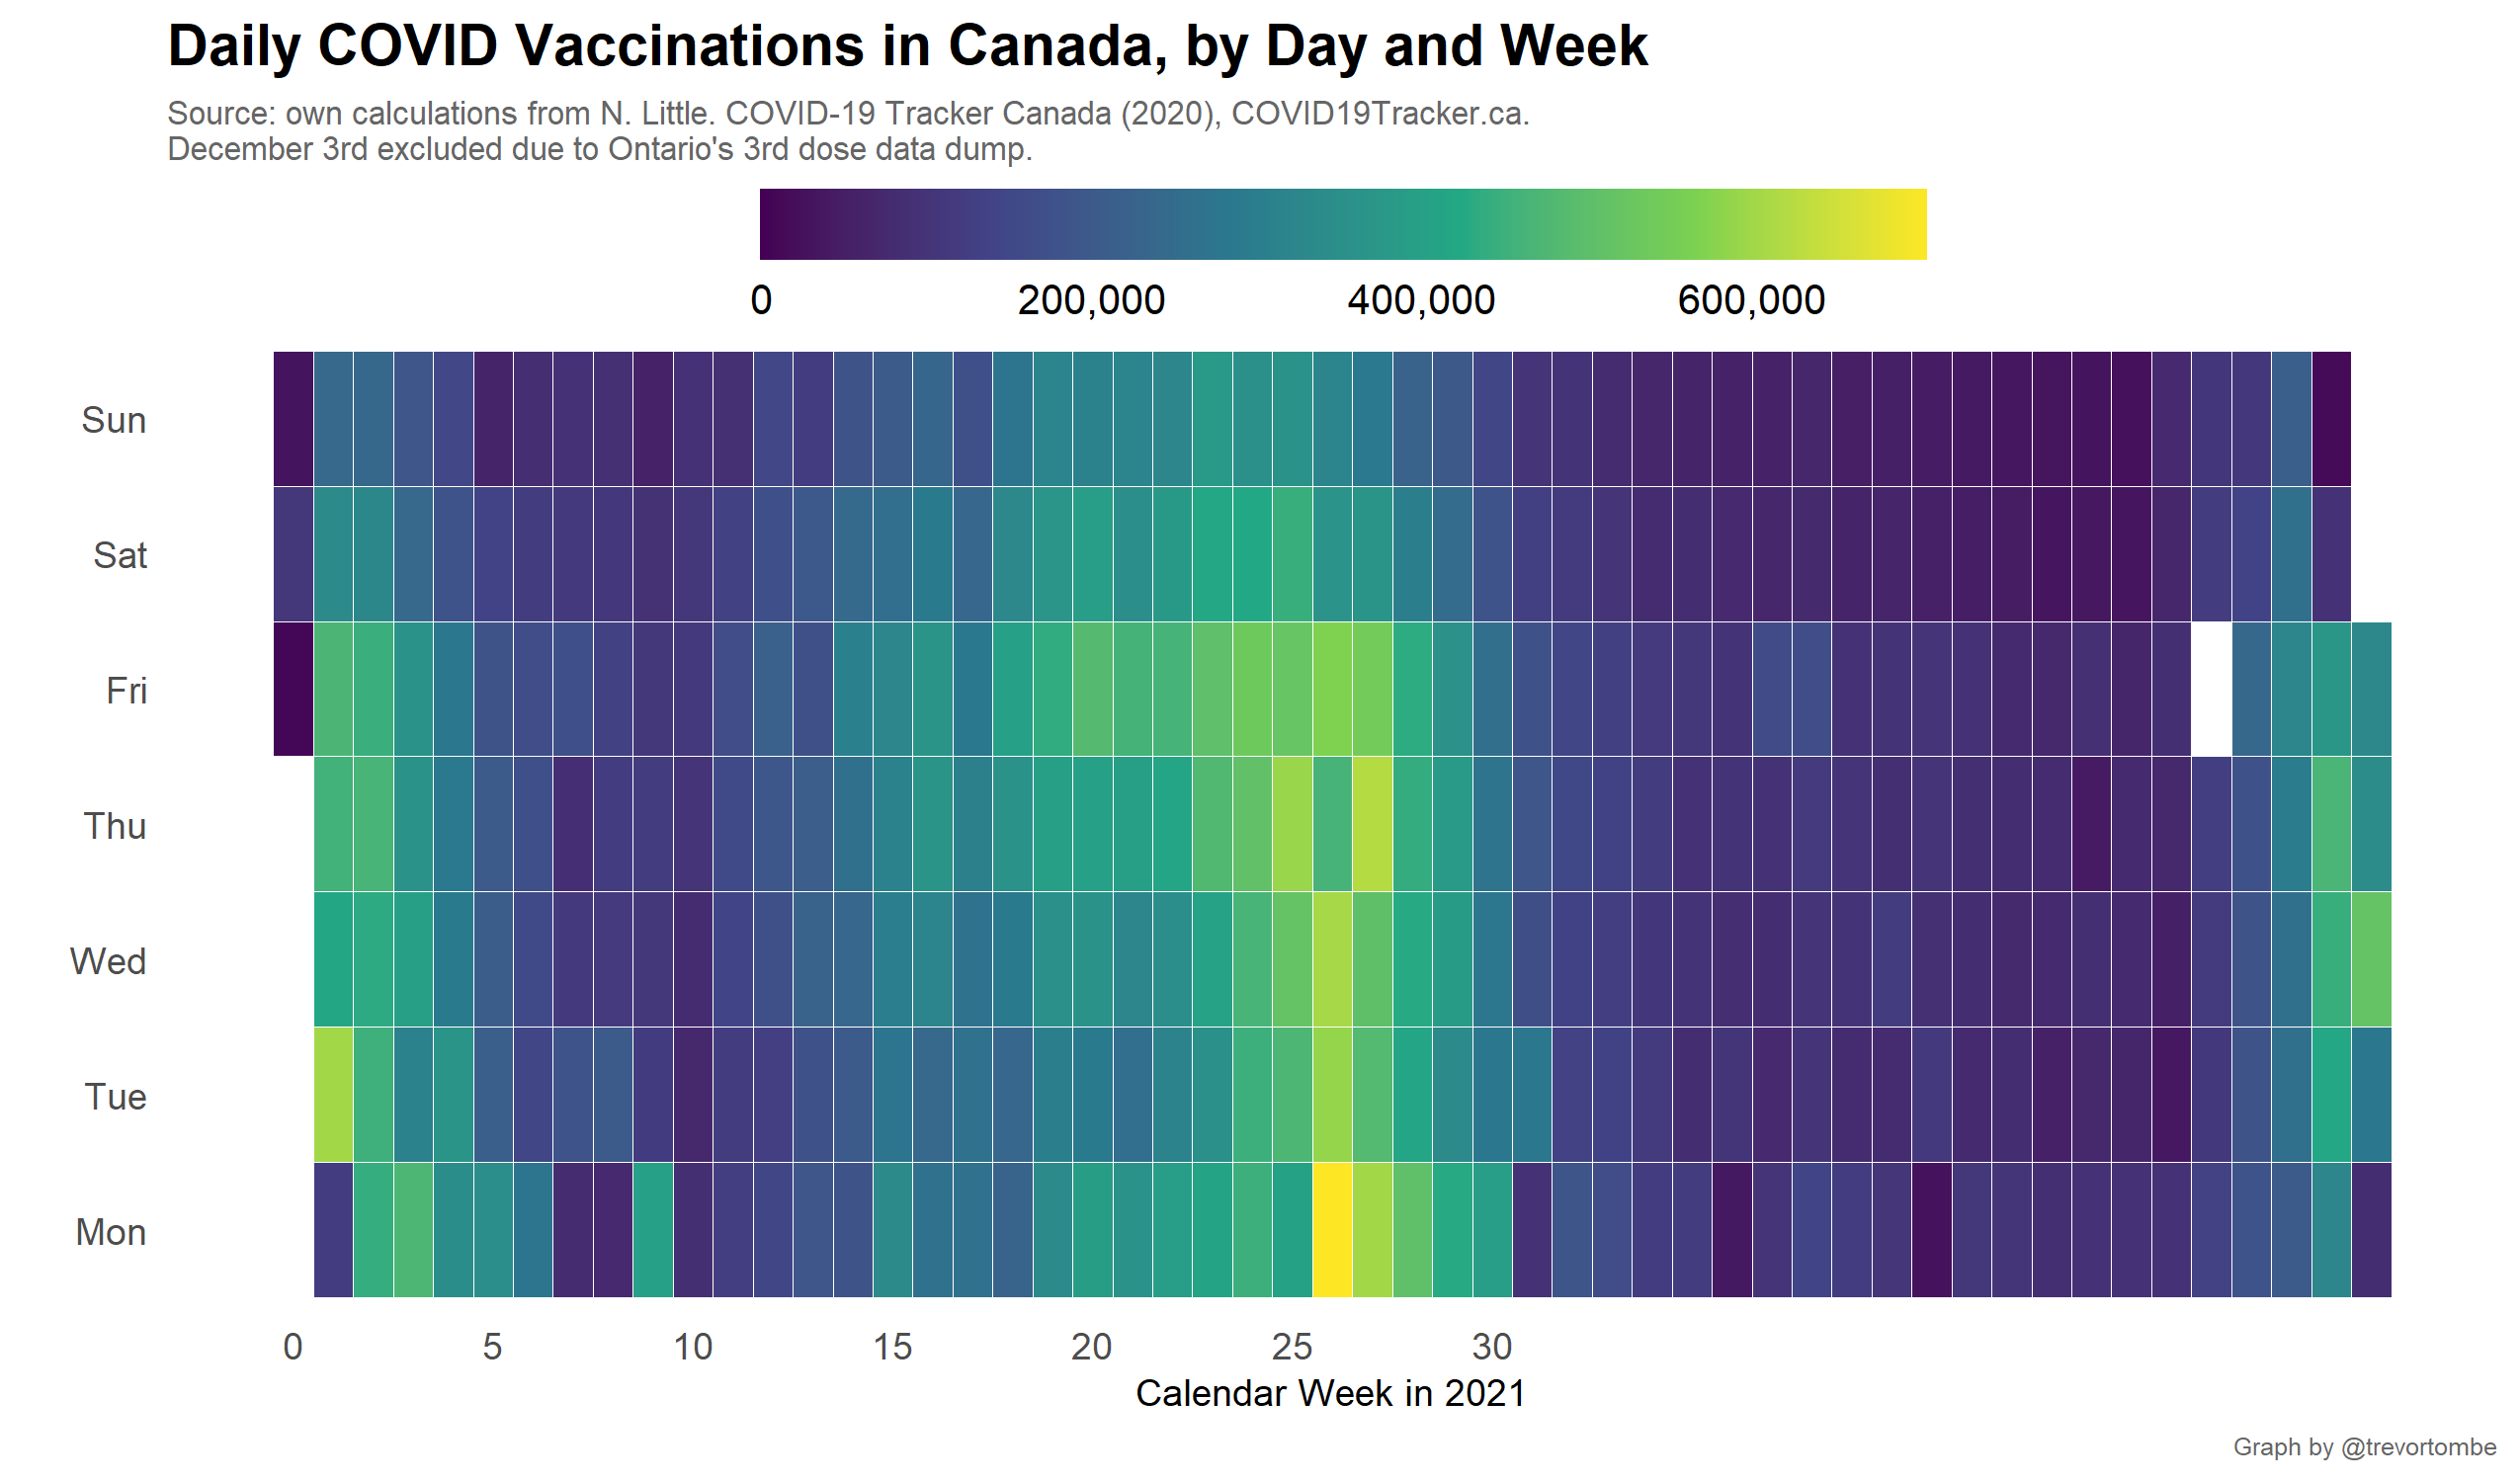 Daily COVID Vaccinations in Canada, by Day and Week
Source: own calculations from N. Little. COVID-19 Tracker Canada (2020), COVID19Tracker.ca.
December 3rd excluded due to Ontario's 3rd dose data dump.
0 200,000 400,000 600,000
Sun
Sat
Fri
Thu
Wed
Tue
Mon
0 5 10 15 20 25 30
Calendar Week in 2021
Graph by @trevortombe